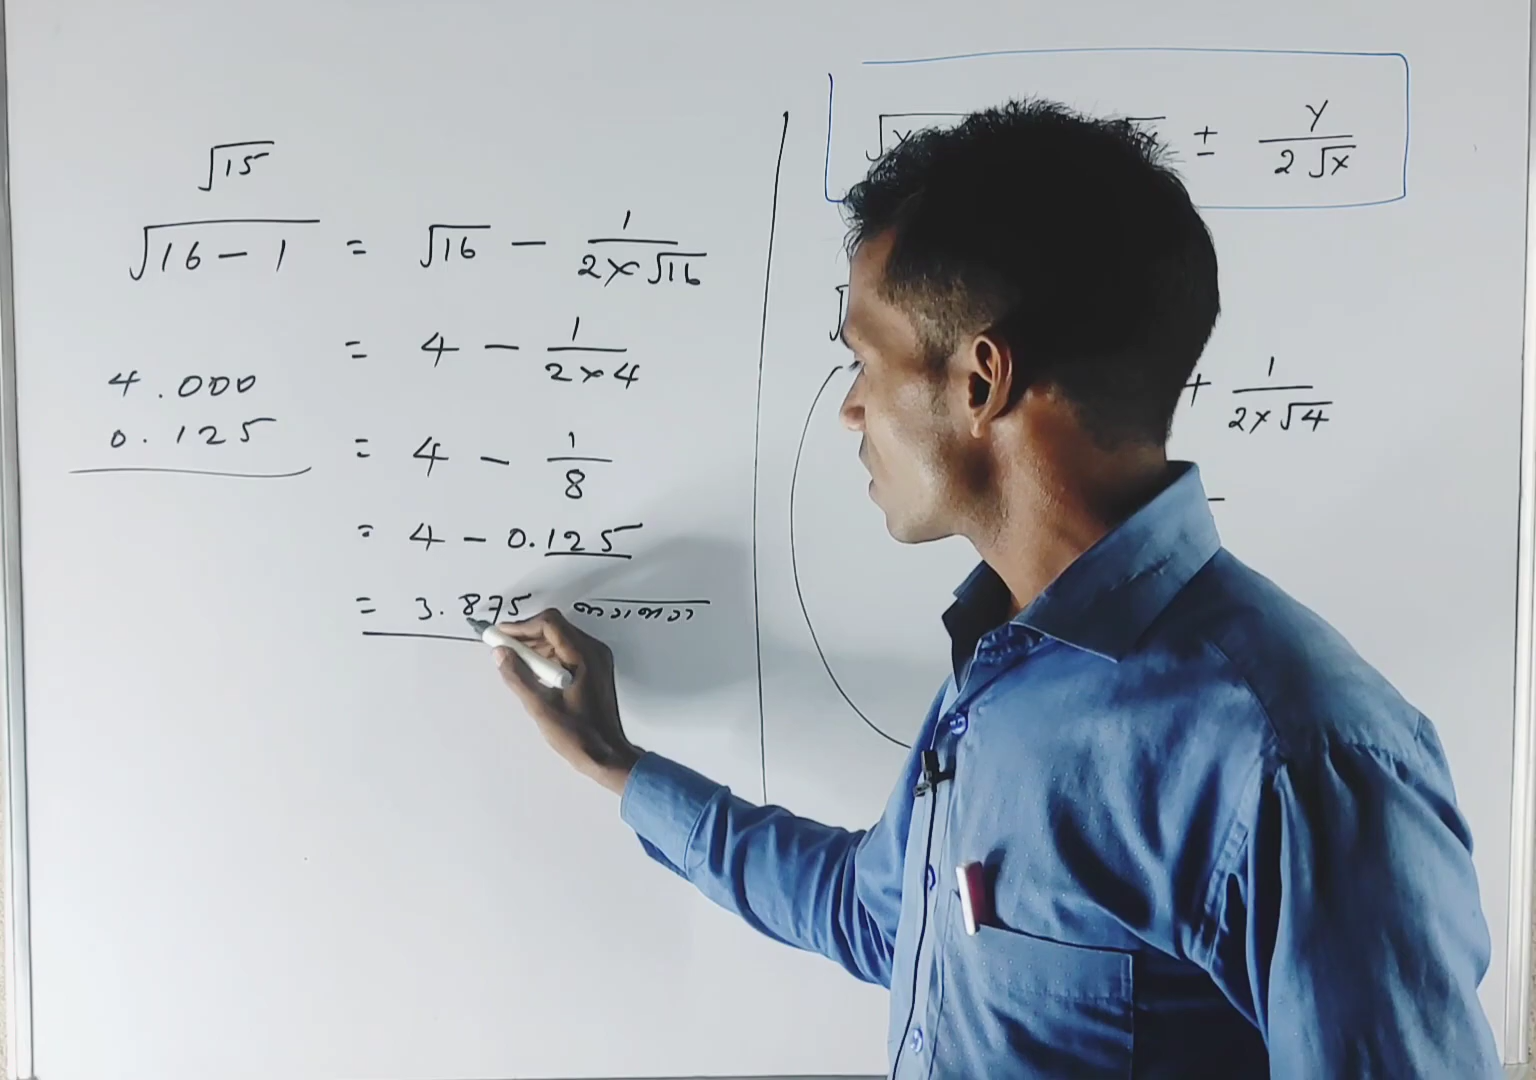 √15
√16 - 1 = √16 - 1/(2×√16)
= 4 - 1/(2×4)
= 4 - 1/8
= 4 - 0.125
= 3.875
4.000
0.125
± y/(2√x)
+ 1/(2×√4)